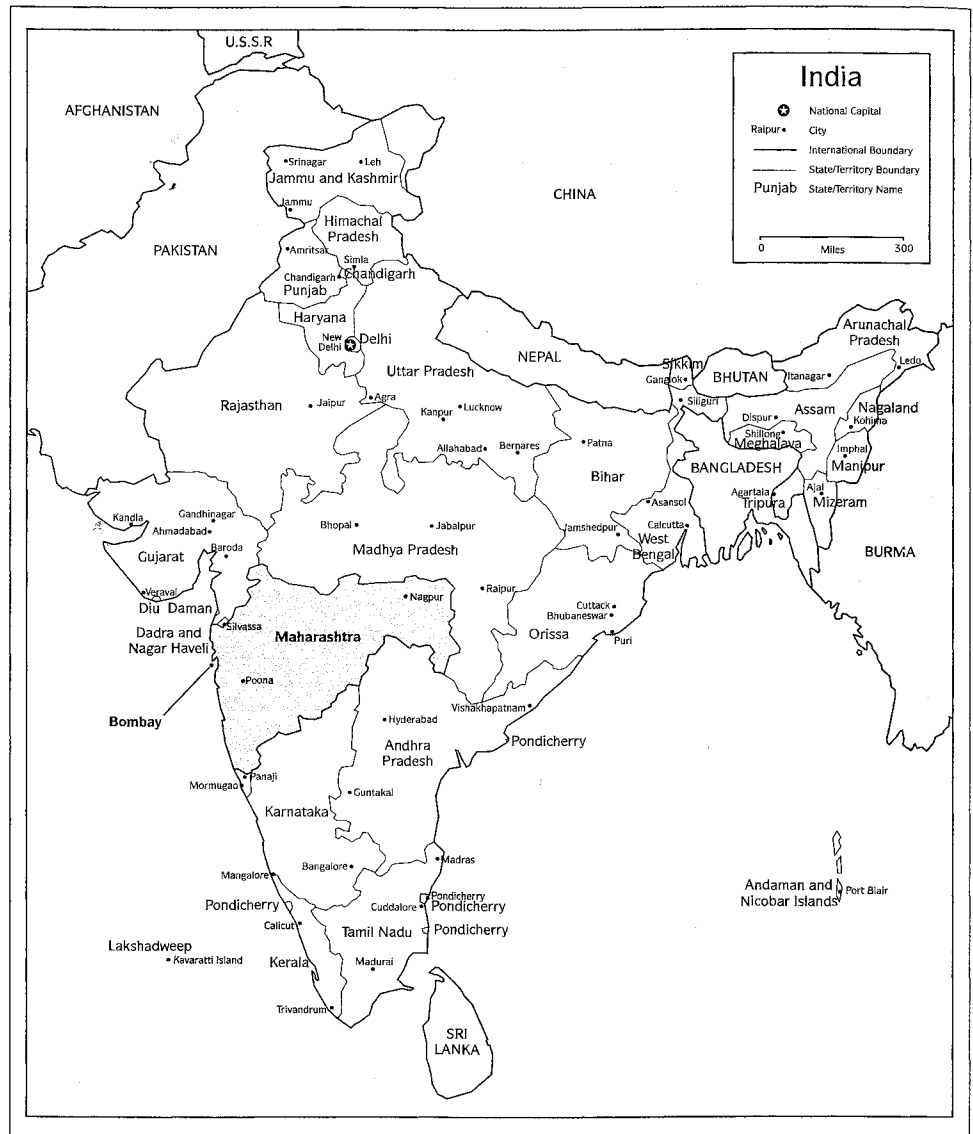 U.S.S.R
AFGHANISTAN
India
National Capital
Raipur City
International Boundary
State/Territory Boundary
Punjab State/Territory Name
0 Miles 300
Srinagar
Leh
Jammu and Kashmir
CHINA
Jammu
Himachal
Pradesh
PAKISTAN
Amritsar
Simla
Chandigarh
Chandigarh
Punjab
Haryana
New
Delhi
Delhi
Arunachal
Pradesh
NEPAL
Sikkim
Gangtok
BHUTAN
Itanagar
Ledo
Uttar Pradesh
Rajasthan
Jaipur
Agra
Kanpur
Lucknow
Siliguri
Dispur
Assam
Nagaland
Kohima
Allahabad
Bernares
Patna
Shillong
Meghalaya
Imphal
Manipur
Bihar
BANGLADESH
Agartala
Tripura
Ajal
Mizeram
Kandla
Gandhinagar
Ahmadabad
Bhopal
Jabalpur
Asansol
Jamshedpur
Calcutta
West
Bengal
Gujarat
Baroda
Madhya Pradesh
BURMA
Veraval
Diu Daman
Nagpur
Raipur
Cuttack
Bhubaneswar
Silvassa
Dadra and
Nagar Haveli
Maharashtra
Orissa
Puri
Poona
Bombay
Vishakhapatnam
Hyderabad
Andhra
Pradesh
Pondicherry
Panaji
Mormugao
Guntakal
Karnataka
Bangalore
Madras
Mangalore
Andaman and
Nicobar Islands
Port Blair
Pondicherry
Pondicherry
Cuddalore
Pondicherry
Calicut
Tamil Nadu
Pondicherry
Lakshadweep
Kavaratti Island
Kerala
Madurai
Trivandrum
SRI
LANKA